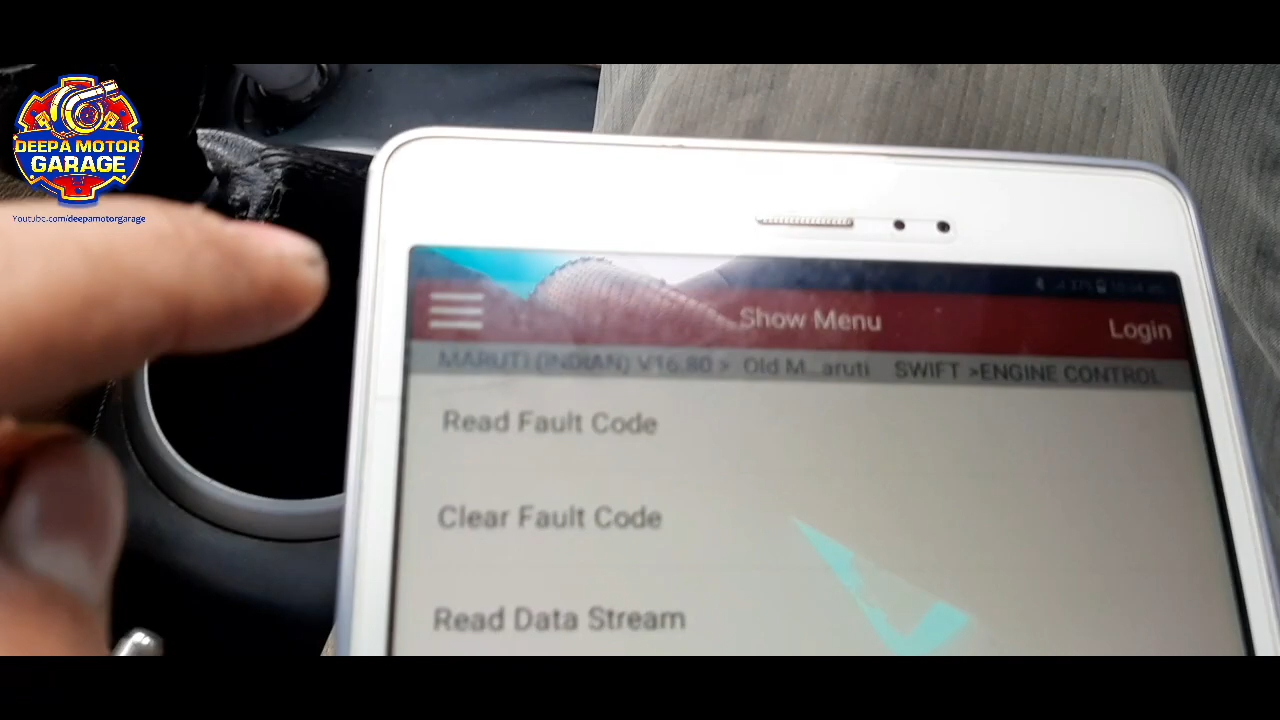 DEEPA MOTOR
GARAGE
Youtube.com/deepamotorgarage
Show Menu
Login
MARUTI (INDIAN) V16.80 > Old M...aruti SWIFT >ENGINE CONTROL
Read Fault Code
Clear Fault Code
Read Data Stream